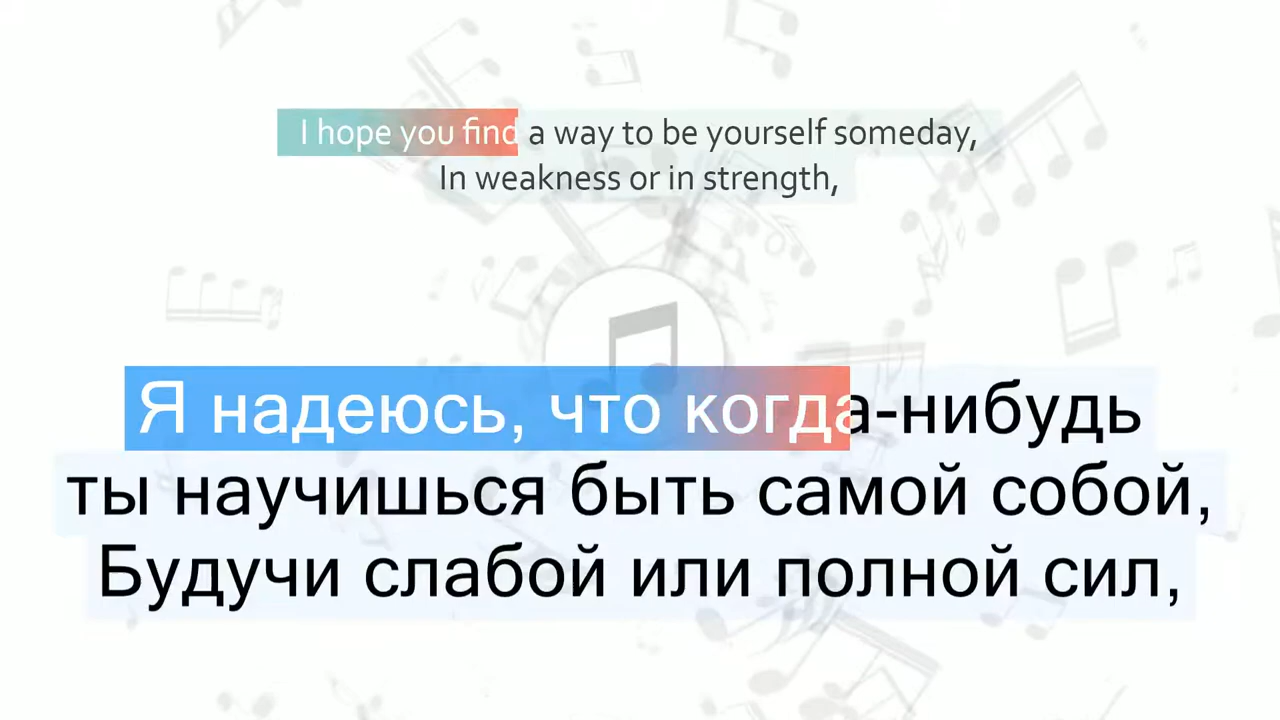 I hope you find a way to be yourself someday,
In weakness or in strength,
Я надеюсь, что когда-нибудь
ты научишься быть самой собой,
Будучи слабой или полной сил,